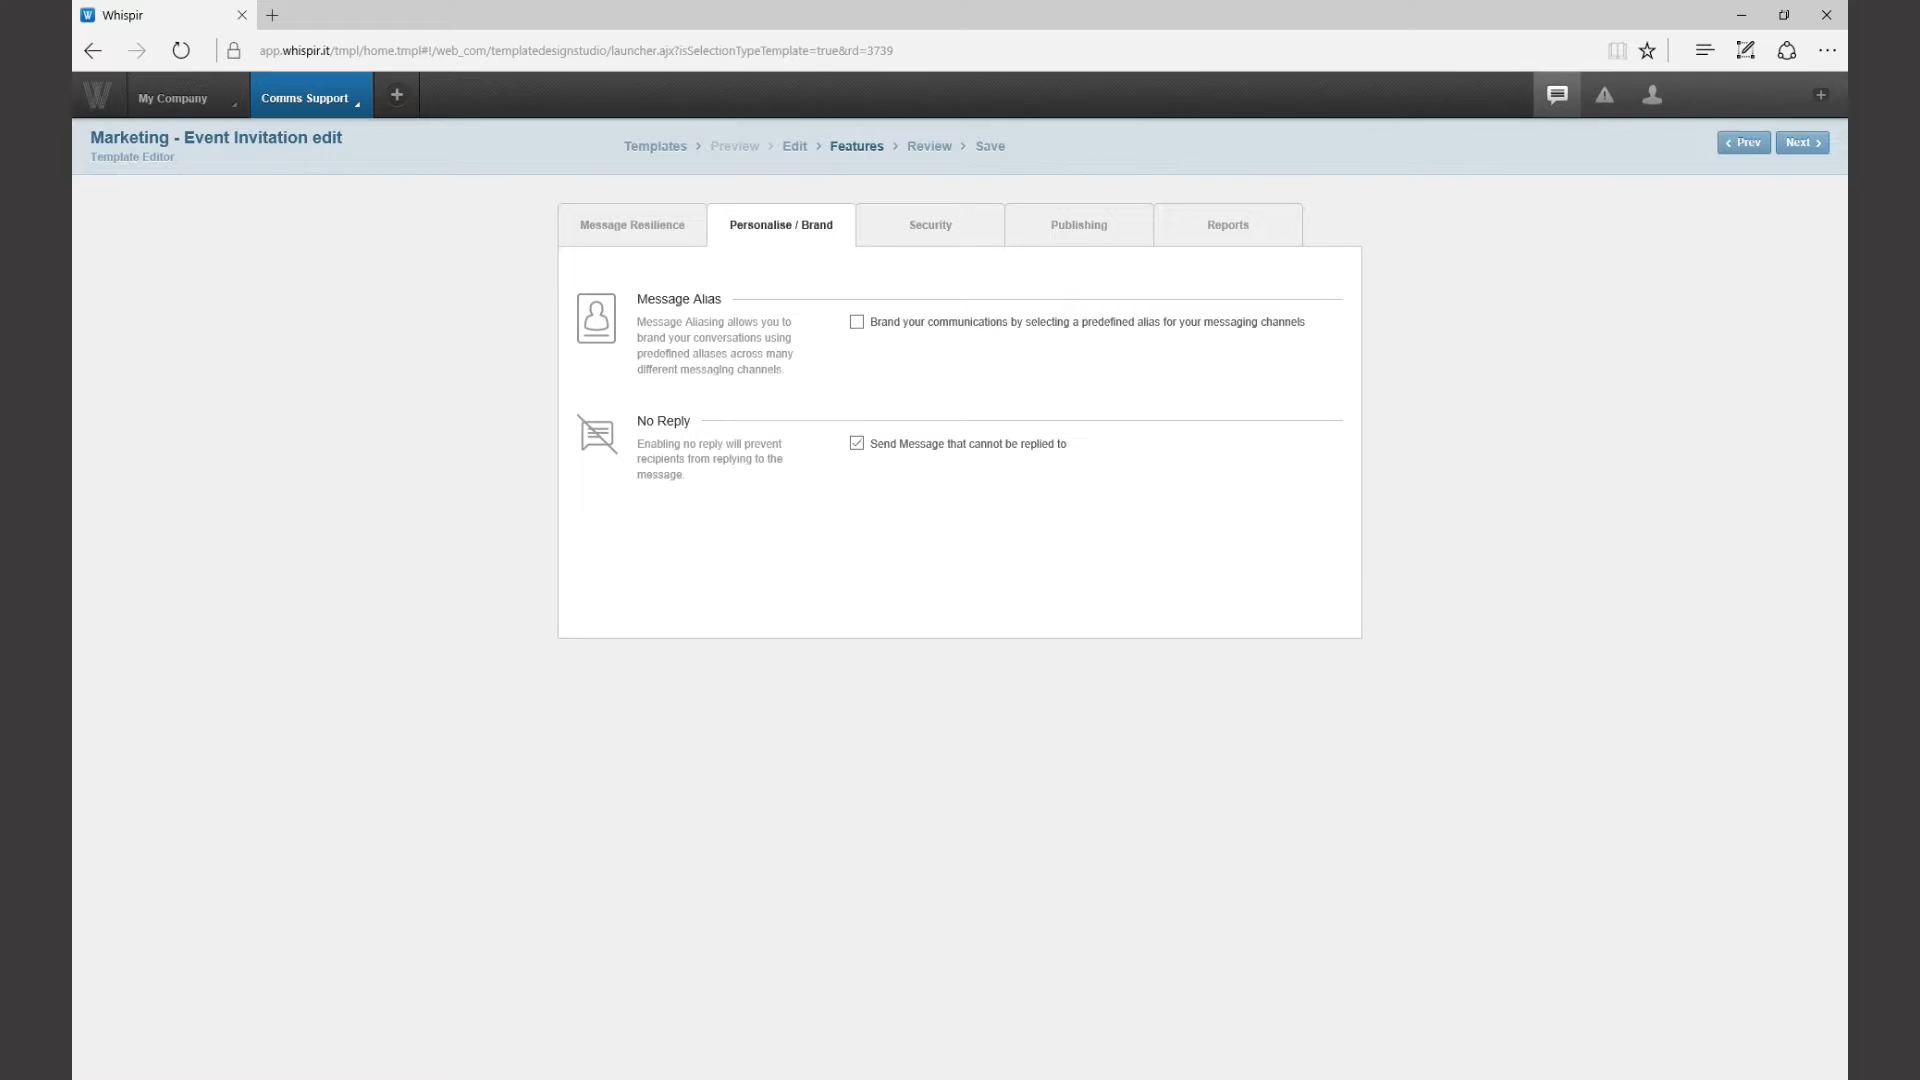 Whispir
app.whispir.it/tmpl/home.tmpl#!/web_com/templatedesignstudio/launcher.ajx?isSelectionTypeTemplate=true&rd=3739
W My Company Comms Support
Marketing - Event Invitation edit
Template Editor
Templates > Preview > Edit > Features > Review > Save
Prev Next
Message Resilience Personalise / Brand Security Publishing Reports
Message Alias
Message Aliasing allows you to
brand your conversations using
predefined aliases across many
different messaging channels.
Brand your communications by selecting a predefined alias for your messaging channels
No Reply
Enabling no reply will prevent
recipients from replying to the
message.
Send Message that cannot be replied to